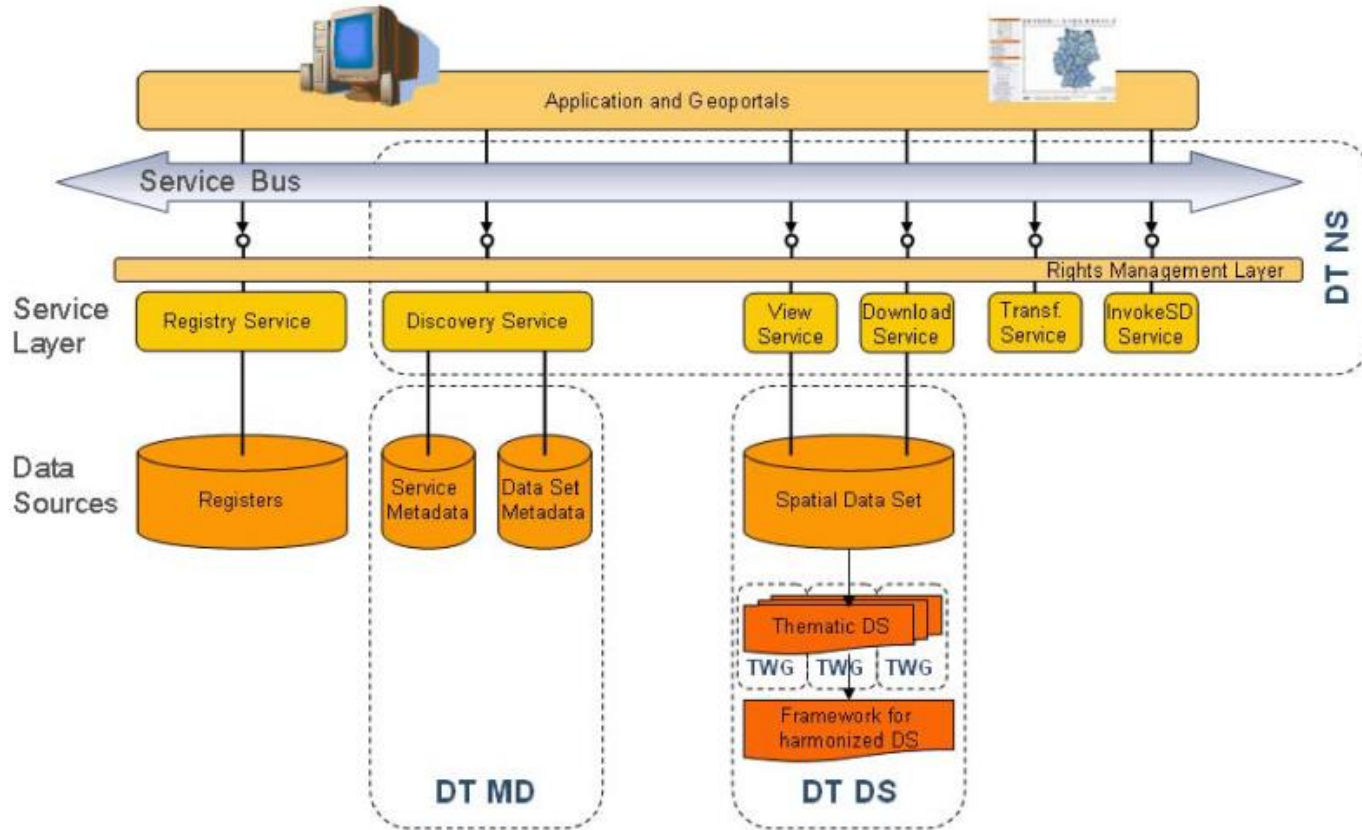 Application and Geoportals
Service Bus
DT NS
Rights Management Layer
Service
Layer
Registry Service
Discovery Service
View
Service
Download
Service
Transf.
Service
InvokeSD
Service
Data
Sources
Registers
Service
Metadata
Data Set
Metadata
Spatial Data Set
Thematic DS
TWG
TWG
TWG
Framework for
harmonized DS
DT MD
DT DS